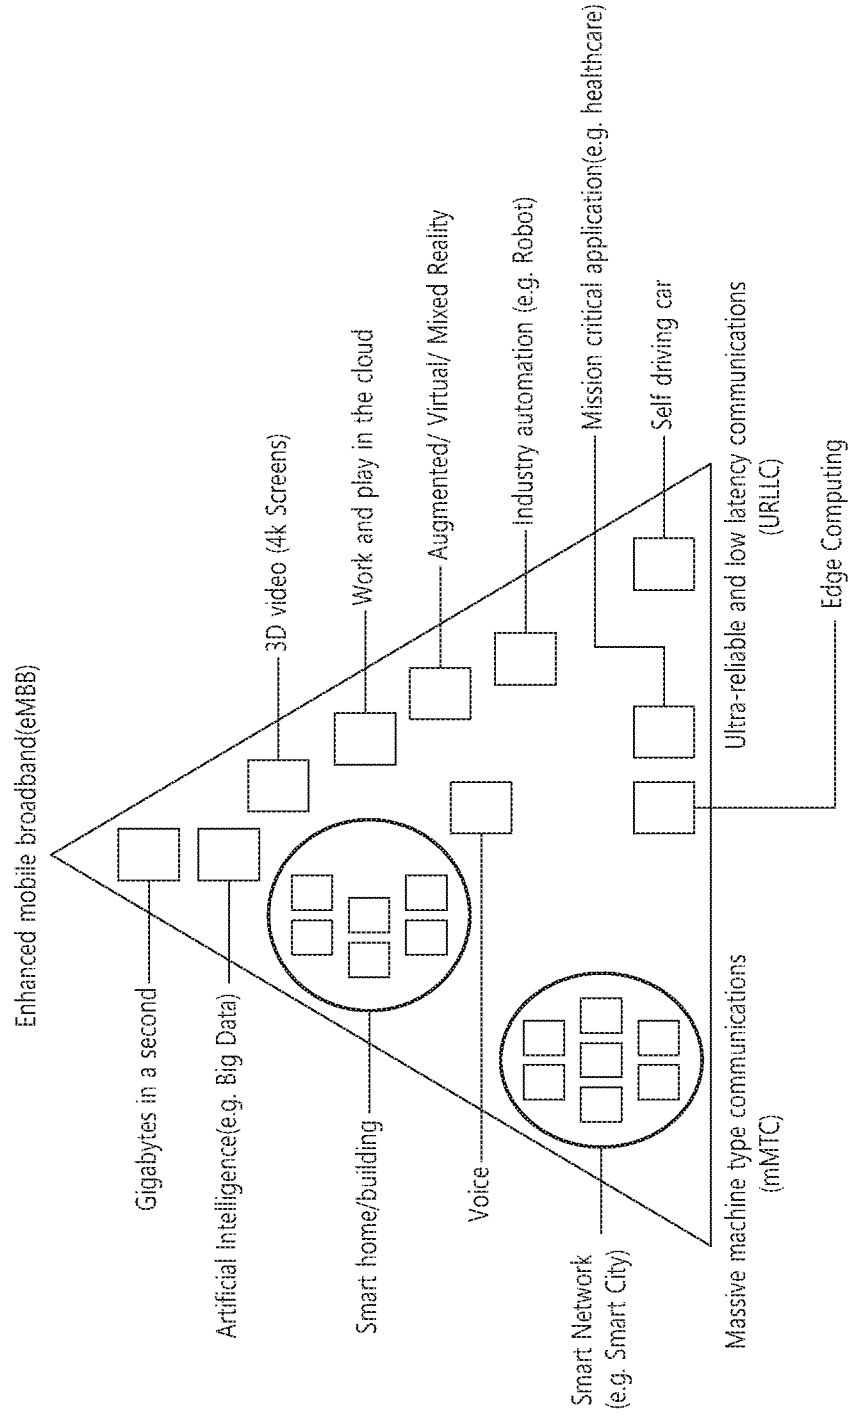 Enhanced mobile broadband(eMBB)
Gigabytes in a second
Artificial Intelligence(e.g. Big Data)
3D video (4k Screens)
Smart home/building
Work and play in the cloud
Augmented/ Virtual/ Mixed Reality
Voice
Industry automation (e.g. Robot)
Mission critical application(e.g. healthcare)
Smart Network
(e.g. Smart City)
Self driving car
Massive machine type communications
(mMTC)
Ultra-reliable and low latency communications
(URLLC)
Edge Computing